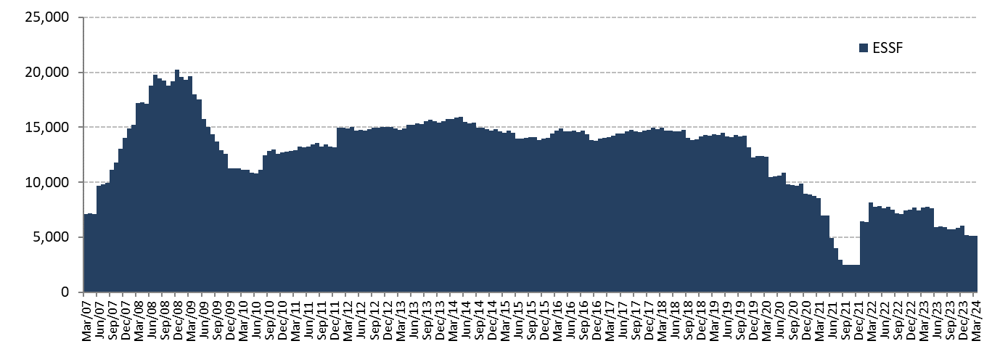 25,000
ESSF
20,000
15,000
10,000
5,000
0
Mar/07
Jun/07
Sep/07
Dec/07
Mar/08
Jun/08
Sep/08
Dec/08
Mar/09
Jun/09
Sep/09
Dec/09
Mar/10
Jun/10
Sep/10
Dec/10
Mar/11
Jun/11
Sep/11
Dec/11
Mar/12
Jun/12
Sep/12
Dec/12
Mar/13
Jun/13
Sep/13
Dec/13
Mar/14
Jun/14
Sep/14
Dec/14
Mar/15
Jun/15
Sep/15
Dec/15
Mar/16
Jun/16
Sep/16
Dec/16
Mar/17
Jun/17
Sep/17
Dec/17
Mar/18
Jun/18
Sep/18
Dec/18
Mar/19
Jun/19
Sep/19
Dec/19
Mar/20
Jun/20
Sep/20
Dec/20
Mar/21
Jun/21
Sep/21
Dec/21
Mar/22
Jun/22
Sep/22
Dec/22
Mar/23
Jun/23
Sep/23
Dec/23
Mar/24